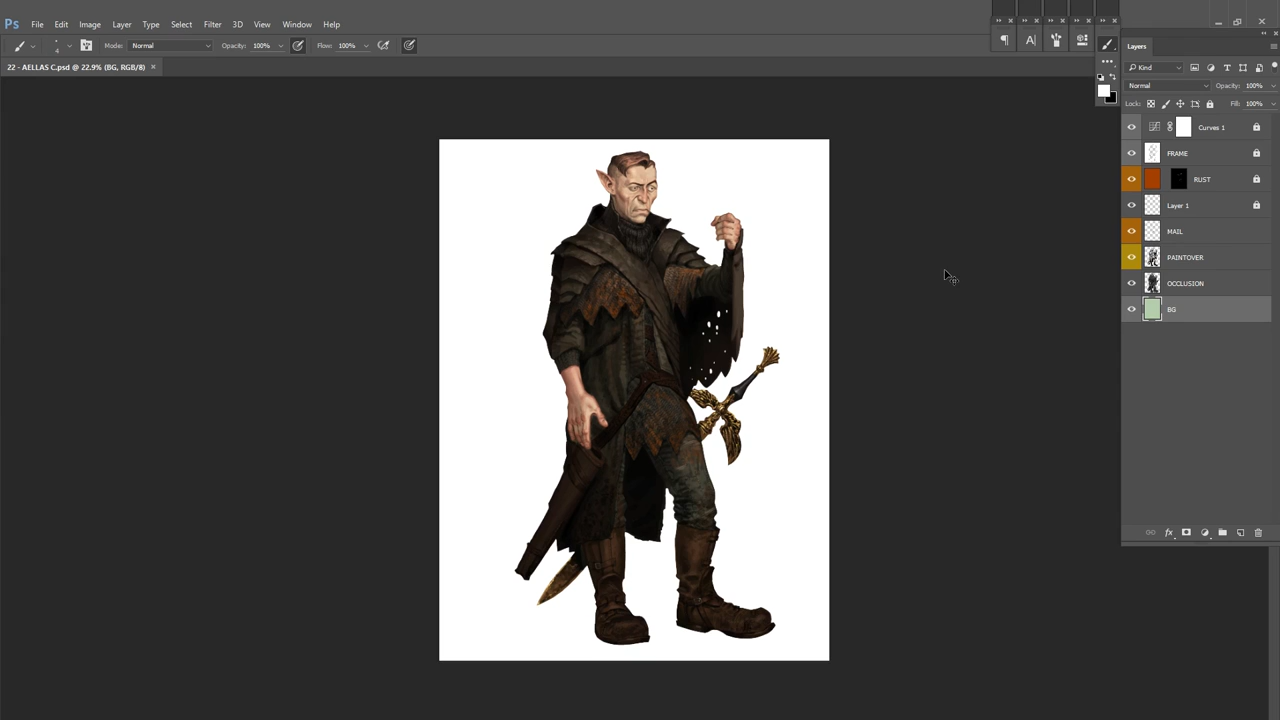 Ps File Edit Image Layer Type Select Filter 3D View Window Help
4 Mode: Normal Opacity: 100% Flow: 100%
22 - AELLAS C.psd @ 22.9% (BG, RGB/8) ×
Layers
Kind
Normal Opacity: 100%
Lock: Fill: 100%
Curves 1
FRAME
RUST
Layer 1
MAIL
PAINTOVER
OCCLUSION
BG
fx